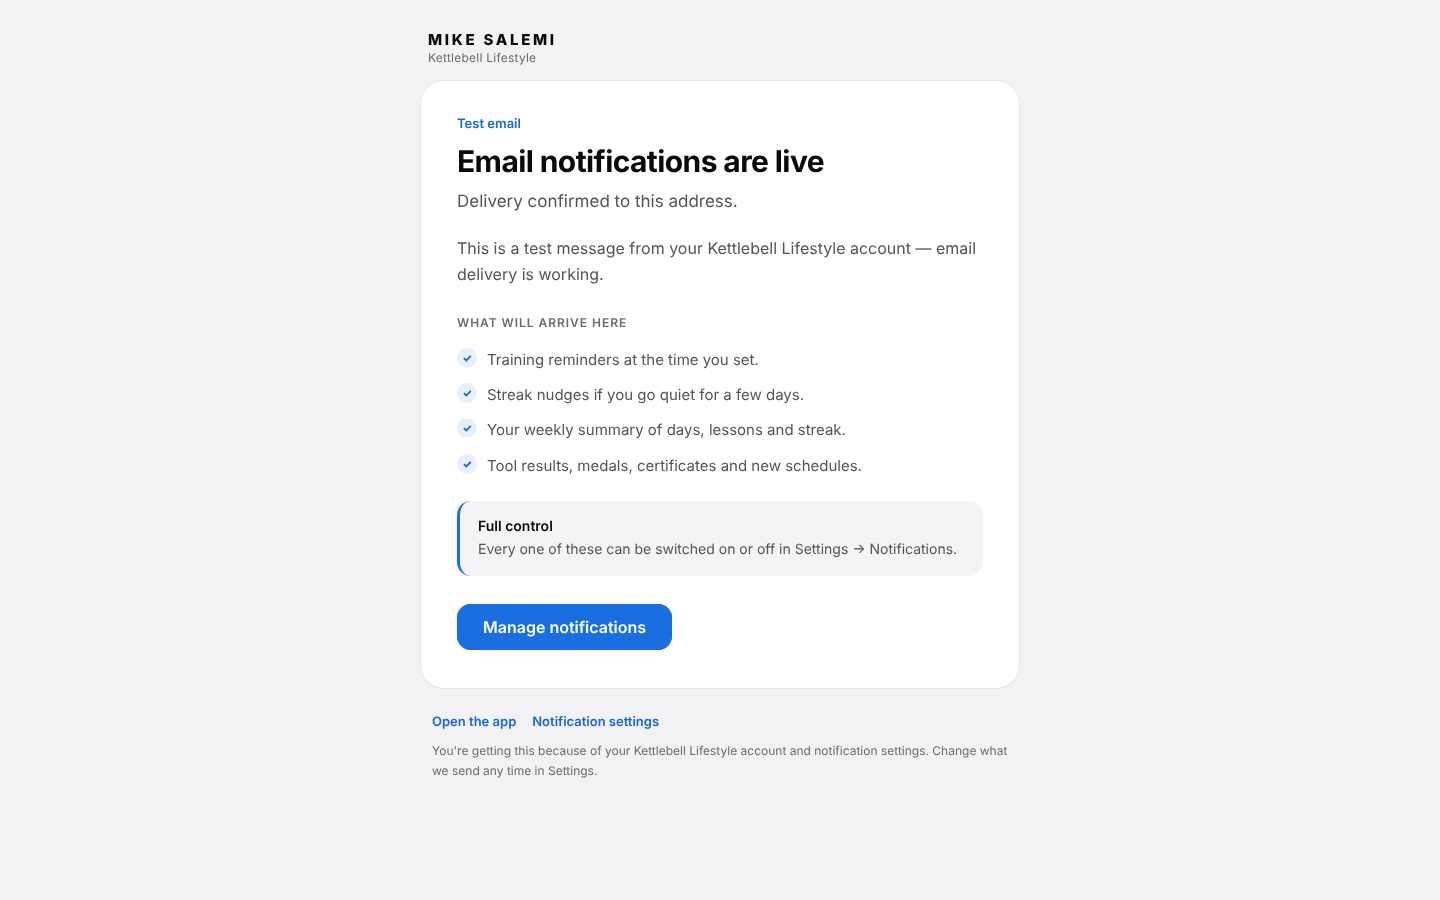 MIKE SALEMI
Kettlebell Lifestyle
Test email
Email notifications are live
Delivery confirmed to this address.
This is a test message from your Kettlebell Lifestyle account — email
delivery is working.
WHAT WILL ARRIVE HERE
Training reminders at the time you set.
Streak nudges if you go quiet for a few days.
Your weekly summary of days, lessons and streak.
Tool results, medals, certificates and new schedules.
Full control
Every one of these can be switched on or off in Settings → Notifications.
Manage notifications
Open the app Notification settings
You're getting this because of your Kettlebell Lifestyle account and notification settings. Change what
we send any time in Settings.